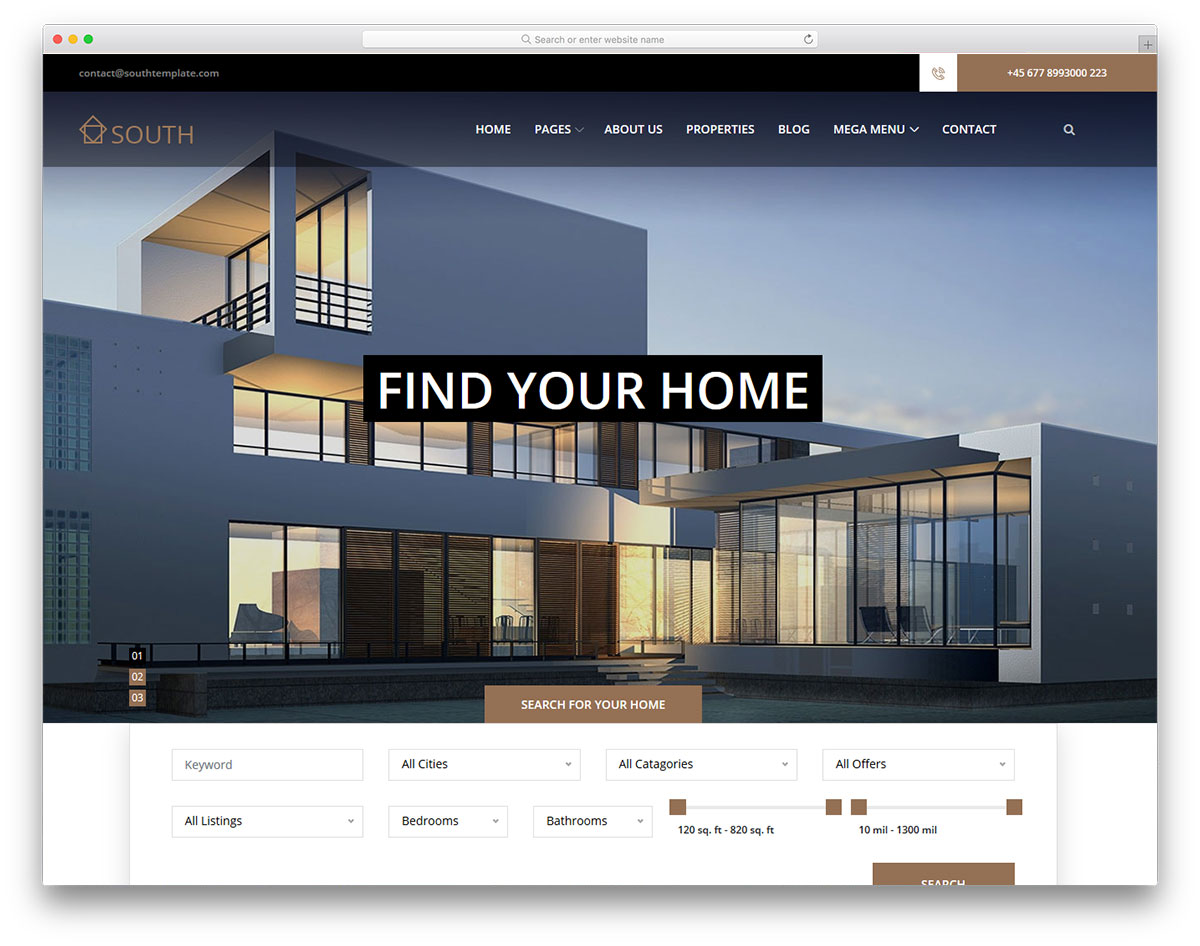 Search or enter website name
contact@southtemplate.com
+45 677 8993000 223
SOUTH
HOME PAGES ABOUT US PROPERTIES BLOG MEGA MENU CONTACT
FIND YOUR HOME
01
02
03
SEARCH FOR YOUR HOME
Keyword All Cities All Catagories All Offers
All Listings Bedrooms Bathrooms
120 sq. ft - 820 sq. ft 10 mil - 1300 mil
SEARCH